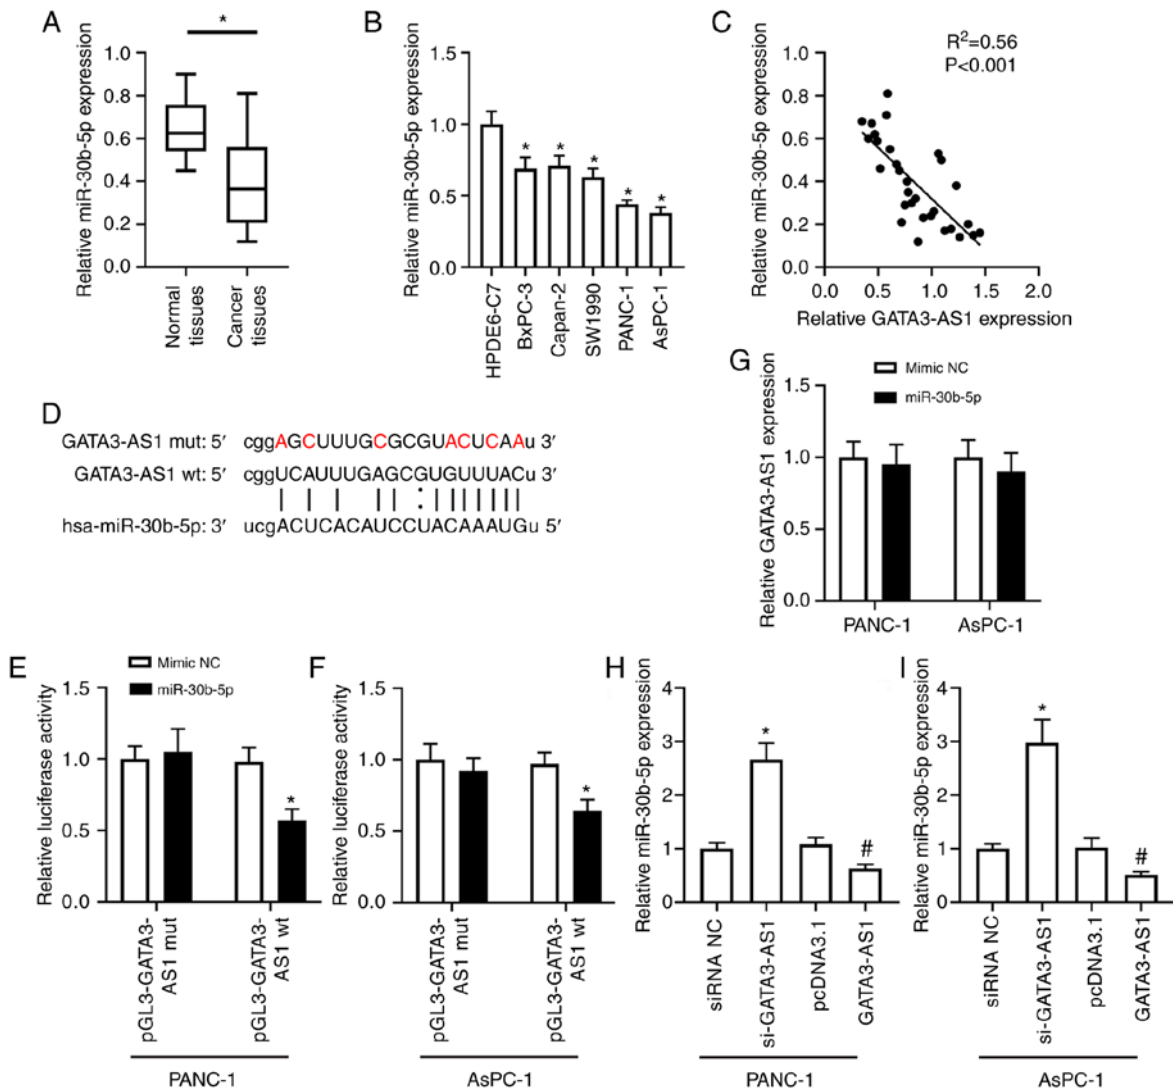 A
*
Relative miR-30b-5p expression
1.0
0.8
0.6
0.4
0.2
0.0
Normal
tissues
Cancer
tissues
B
Relative miR-30b-5p expression
1.5
1.0
0.5
0.0
*
*
*
*
*
HPDE6-C7
BxPC-3
Capan-2
SW1990
PANC-1
AsPC-1
C
R²=0.56
P<0.001
Relative miR-30b-5p expression
1.0
0.8
0.6
0.4
0.2
0.0
0.0 0.5 1.0 1.5 2.0
Relative GATA3-AS1 expression
D
GATA3-AS1 mut: 5′ cggAGCUUUGCGCGUACUCAAu 3′
GATA3-AS1 wt: 5′ cggUCAUUUGAGCGUGUUUACu 3′
hsa-miR-30b-5p: 3′ ucgACUCACAUCCUACAAAUGu 5′
G
Mimic NC
miR-30b-5p
Relative GATA3-AS1 expression
1.5
1.0
0.5
0.0
PANC-1 AsPC-1
E
Mimic NC
miR-30b-5p
Relative luciferase activity
1.5
1.0
0.5
0.0
*
pGL3-GATA3-
AS1 mut
pGL3-GATA3-
AS1 wt
PANC-1
F
Relative luciferase activity
1.5
1.0
0.5
0.0
*
pGL3-GATA3-
AS1 mut
pGL3-GATA3-
AS1 wt
AsPC-1
H
Relative miR-30b-5p expression
4
3
2
1
0
*
#
siRNA NC
si-GATA3-AS1
pcDNA3.1
GATA3-AS1
PANC-1
I
Relative miR-30b-5p expression
4
3
2
1
0
*
#
siRNA NC
si-GATA3-AS1
pcDNA3.1
GATA3-AS1
AsPC-1